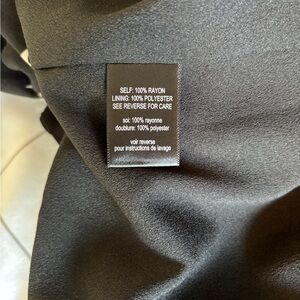 SELF: 100% RAYON
LINING: 100% POLYESTER
SEE REVERSE FOR CARE
soi: 100% rayonne
doublure: 100% polyester
voir reverse
pour instructions de lavage